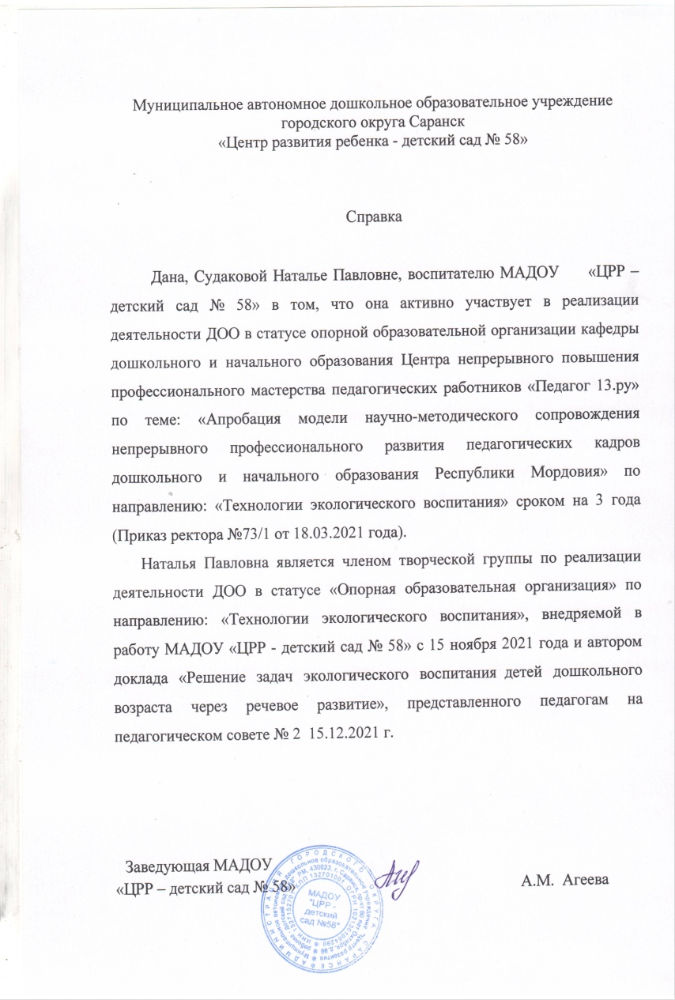 Муниципальное автономное дошкольное образовательное учреждение
городского округа Саранск
«Центр развития ребенка - детский сад № 58»
Справка
Дана, Судаковой Наталье Павловне, воспитателю МАДОУ «ЦРР –
детский сад № 58» в том, что она активно участвует в реализации
деятельности ДОО в статусе опорной образовательной организации кафедры
дошкольного и начального образования Центра непрерывного повышения
профессионального мастерства педагогических работников «Педагог 13.ру»
по теме: «Апробация модели научно-методического сопровождения
непрерывного профессионального развития педагогических кадров
дошкольного и начального образования Республики Мордовия» по
направлению: «Технологии экологического воспитания» сроком на 3 года
(Приказ ректора №73/1 от 18.03.2021 года).
Наталья Павловна является членом творческой группы по реализации
деятельности ДОО в статусе «Опорная образовательная организация» по
направлению: «Технологии экологического воспитания», внедряемой в
работу МАДОУ «ЦРР - детский сад № 58» с 15 ноября 2021 года и автором
доклада «Решение задач экологического воспитания детей дошкольного
возраста через речевое развитие», представленного педагогам на
педагогическом совете № 2 15.12.2021 г.
Заведующая МАДОУ
«ЦРР – детский сад № 58»
А.М. Агеева
МАДОУ
"ЦРР -
детский
сад №58"
АДМИНИСТРАЦИЯ ГОРОДСКОГО ОКРУГА САРАНСК